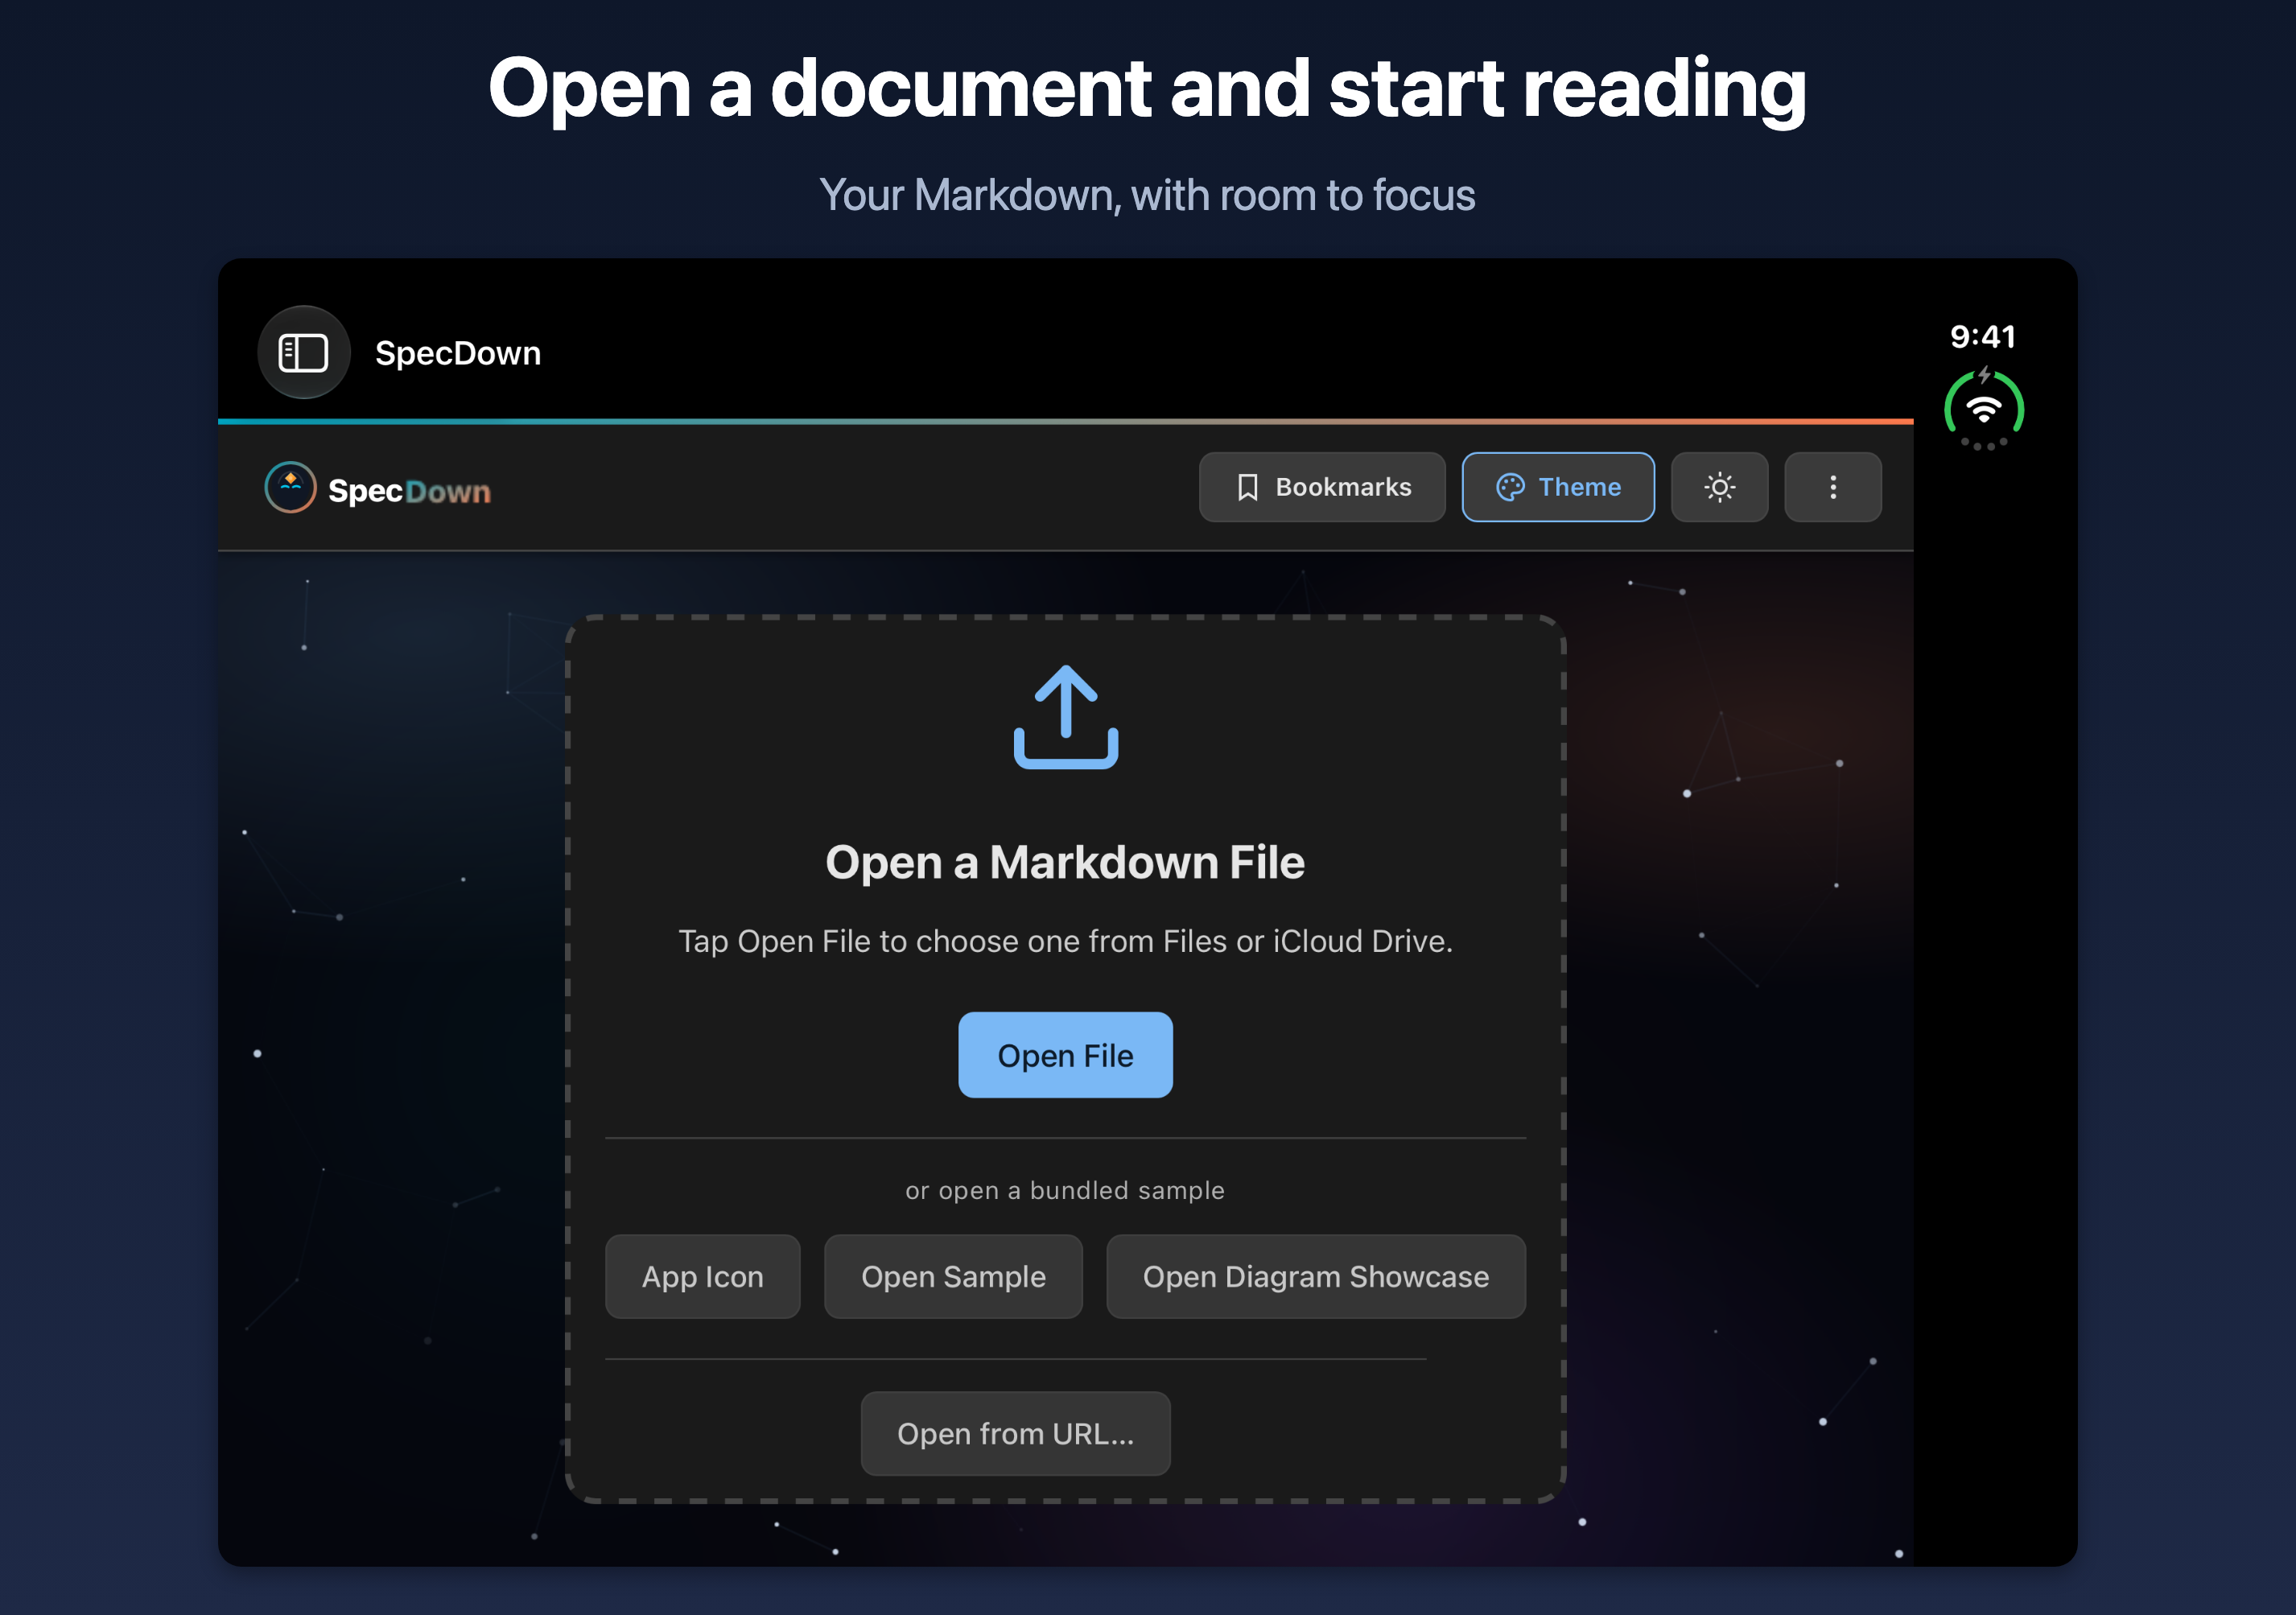 Open a document and start reading
Your Markdown, with room to focus
SpecDown
9:41
SpecDown
Bookmarks
Theme
Open a Markdown File
Tap Open File to choose one from Files or iCloud Drive.
Open File
or open a bundled sample
App Icon
Open Sample
Open Diagram Showcase
Open from URL...